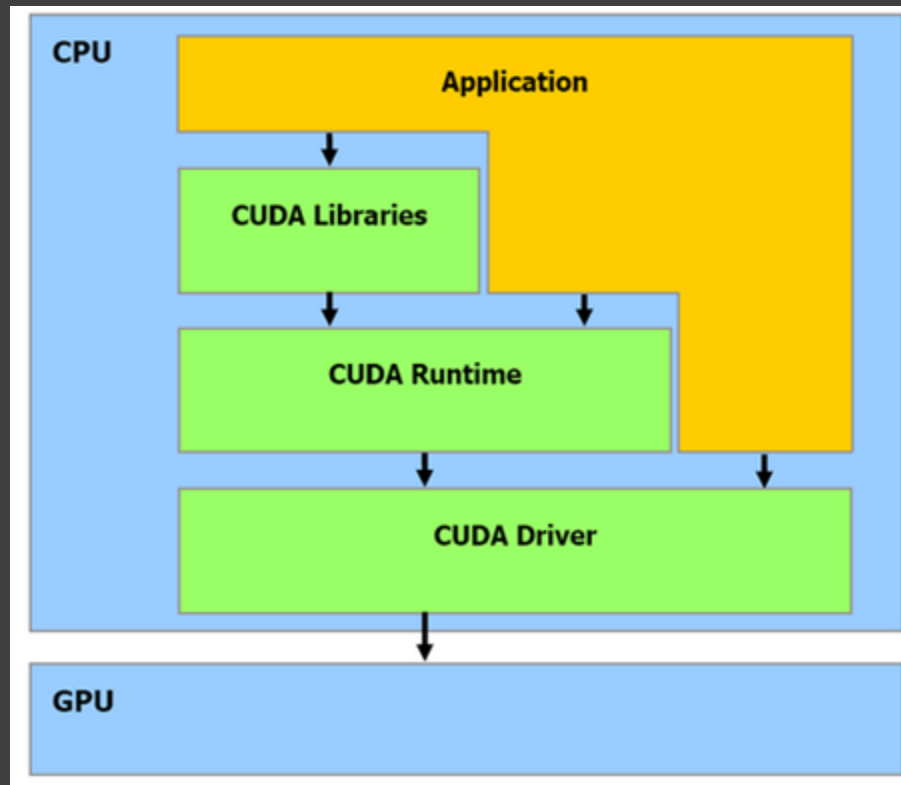 CPU
Application
CUDA Libraries
CUDA Runtime
CUDA Driver
GPU